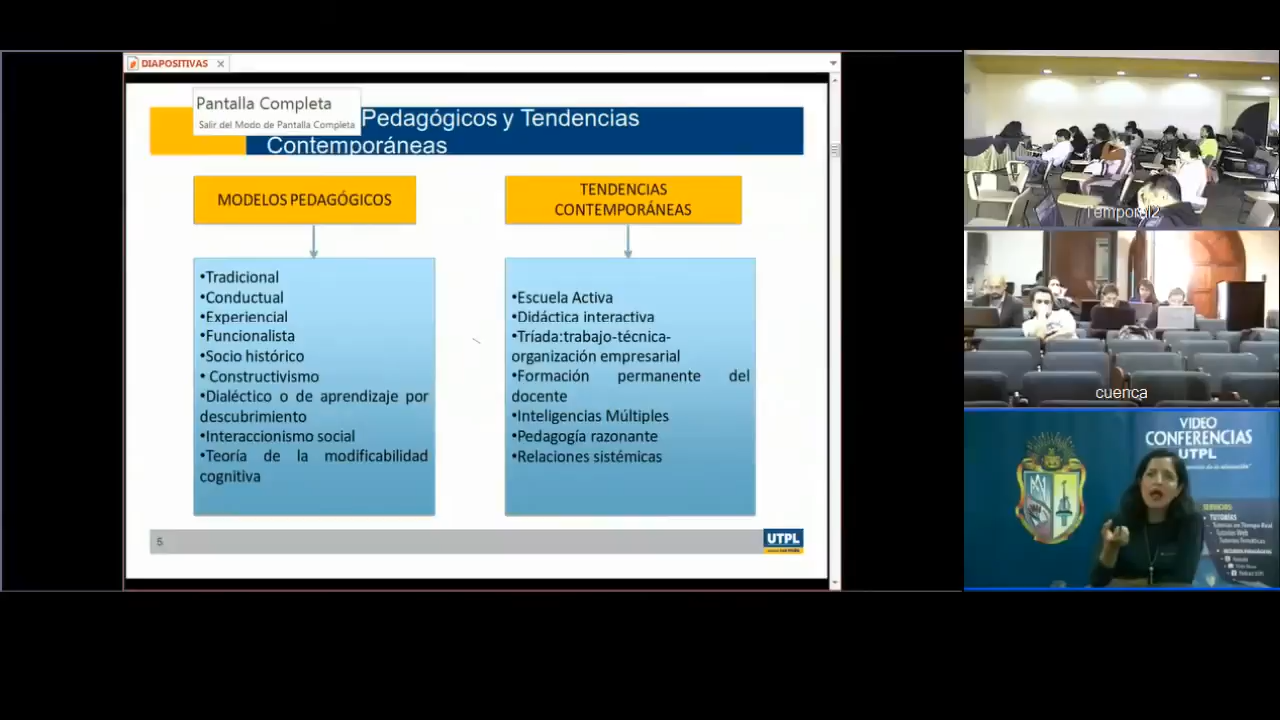 DIAPOSITIVAS
Pantalla Completa
Salir del Modo de Pantalla Completa
Pedagógicos y Tendencias
Contemporáneas
MODELOS PEDAGÓGICOS
TENDENCIAS
CONTEMPORÁNEAS
•Tradicional
•Conductual
•Experiencial
•Funcionalista
•Socio histórico
• Constructivismo
•Dialéctico o de aprendizaje por
descubrimiento
•Interaccionismo social
•Teoría de la modificabilidad
cognitiva
•Escuela Activa
•Didáctica interactiva
•Tríada:trabajo-técnica-
organización empresarial
•Formación permanente del
docente
•Inteligencias Múltiples
•Pedagogía razonante
•Relaciones sistémicas
5
UTPL
Temporal2
cuenca
VIDEO
CONFERENCIAS
UTPL
SERVICIOS
TUTORÍAS